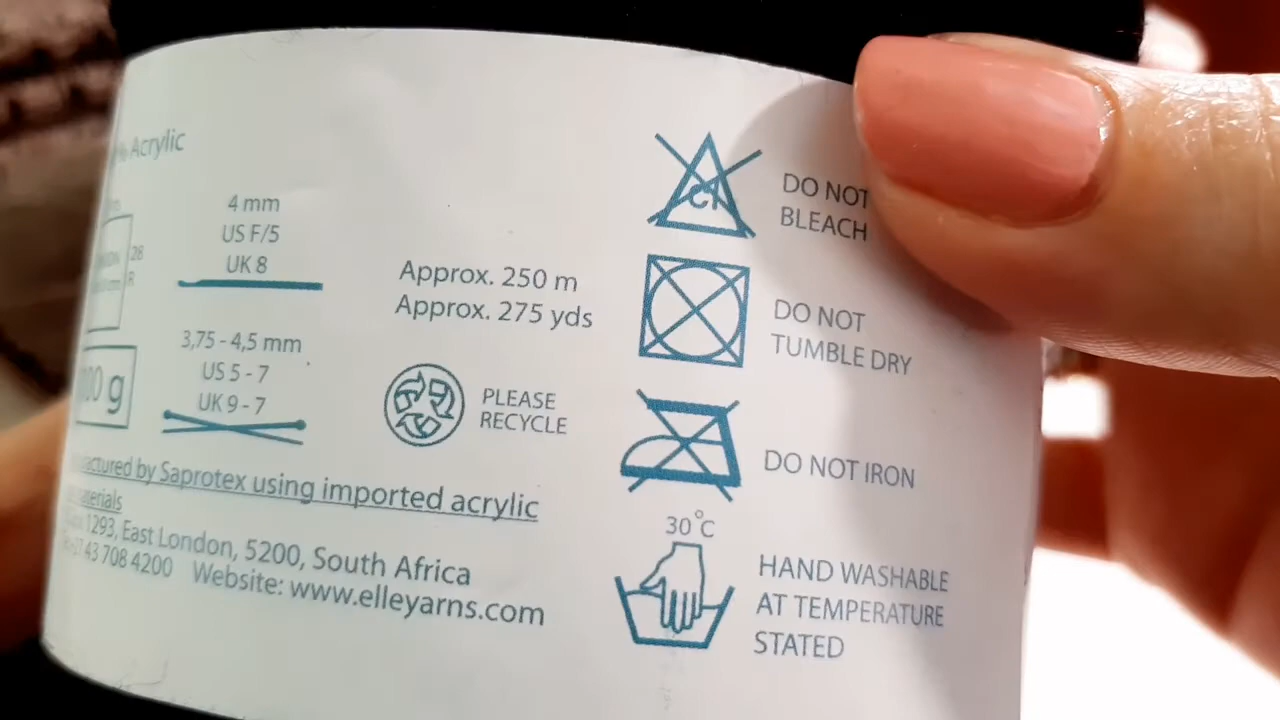 Acrylic
4 mm
US F/5
UK 8
28
R
3,75 - 4,5 mm
US 5 - 7
UK 9 - 7
g
Approx. 250 m
Approx. 275 yds
PLEASE
RECYCLE
by Saprotex using imported acrylic
1293, East London, 5200, South Africa
43 708 4200 Website: www.elleyarns.com
Cl
DO NOT
BLEACH
DO NOT
TUMBLE DRY
DO NOT IRON
30°C
HAND WASHABLE
AT TEMPERATURE
STATED